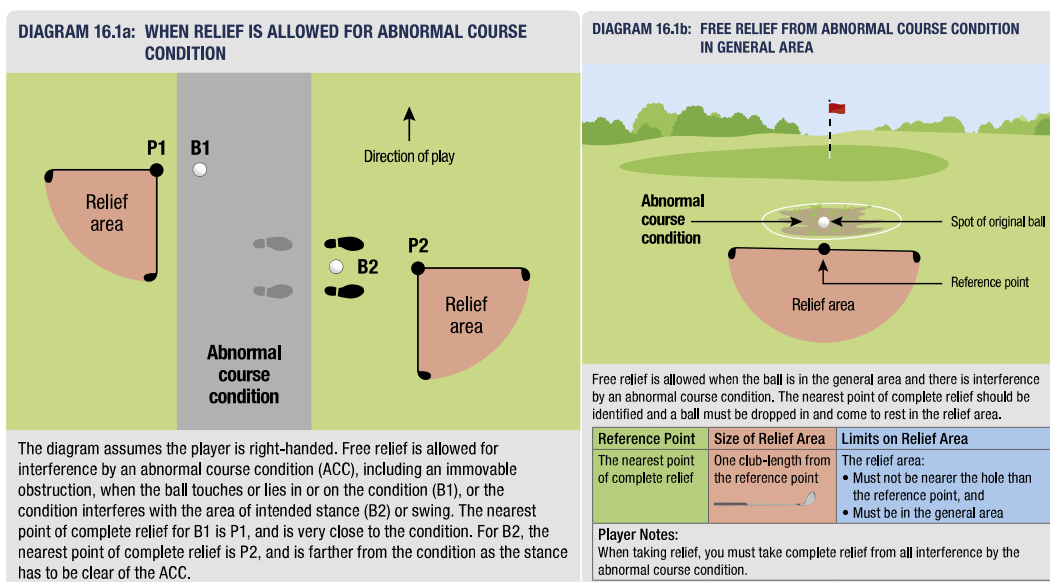 DIAGRAM 16.1a: WHEN RELIEF IS ALLOWED FOR ABNORMAL COURSE
CONDITION
P1
B1
Direction of play
Relief
area
B2
P2
Relief
area
Abnormal
course
condition
The diagram assumes the player is right-handed. Free relief is allowed for
interference by an abnormal course condition (ACC), including an immovable
obstruction, when the ball touches or lies in or on the condition (B1), or the
condition interferes with the area of intended stance (B2) or swing. The nearest
point of complete relief for B1 is P1, and is very close to the condition. For B2, the
nearest point of complete relief is P2, and is farther from the condition as the stance
has to be clear of the ACC.
DIAGRAM 16.1b: FREE RELIEF FROM ABNORMAL COURSE CONDITION
IN GENERAL AREA
Abnormal
course
condition
Spot of original ball
Reference point
Relief area
Free relief is allowed when the ball is in the general area and there is interference
by an abnormal course condition. The nearest point of complete relief should be
identified and a ball must be dropped in and come to rest in the relief area.
Reference Point
Size of Relief Area
Limits on Relief Area
The nearest point
of complete relief
One club-length from
the reference point
The relief area:
• Must not be nearer the hole than
the reference point, and
• Must be in the general area
Player Notes:
When taking relief, you must take complete relief from all interference by the
abnormal course condition.